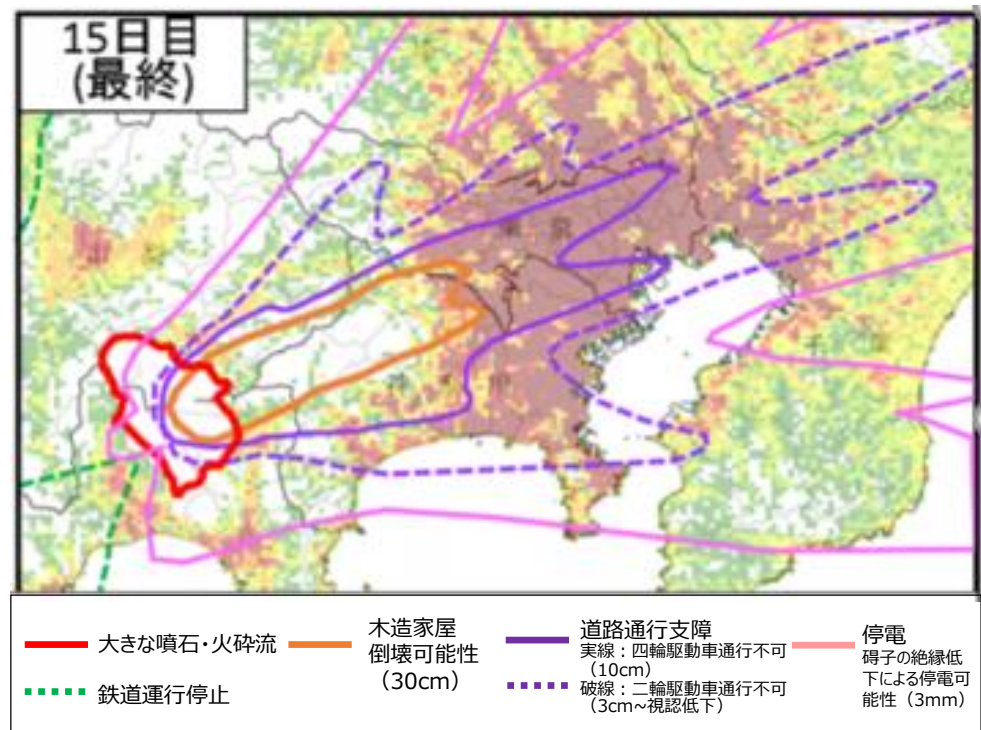 15日目
(最終)
大きな噴石・火砕流
鉄道運行停止
木造家屋
倒壊可能性
（30cm）
道路通行支障
実線：四輪駆動車通行不可
（10cm）
破線：二輪駆動車通行不可
（3cm~視認低下）
停電
碍子の絶縁低
下による停電可
能性（3mm）